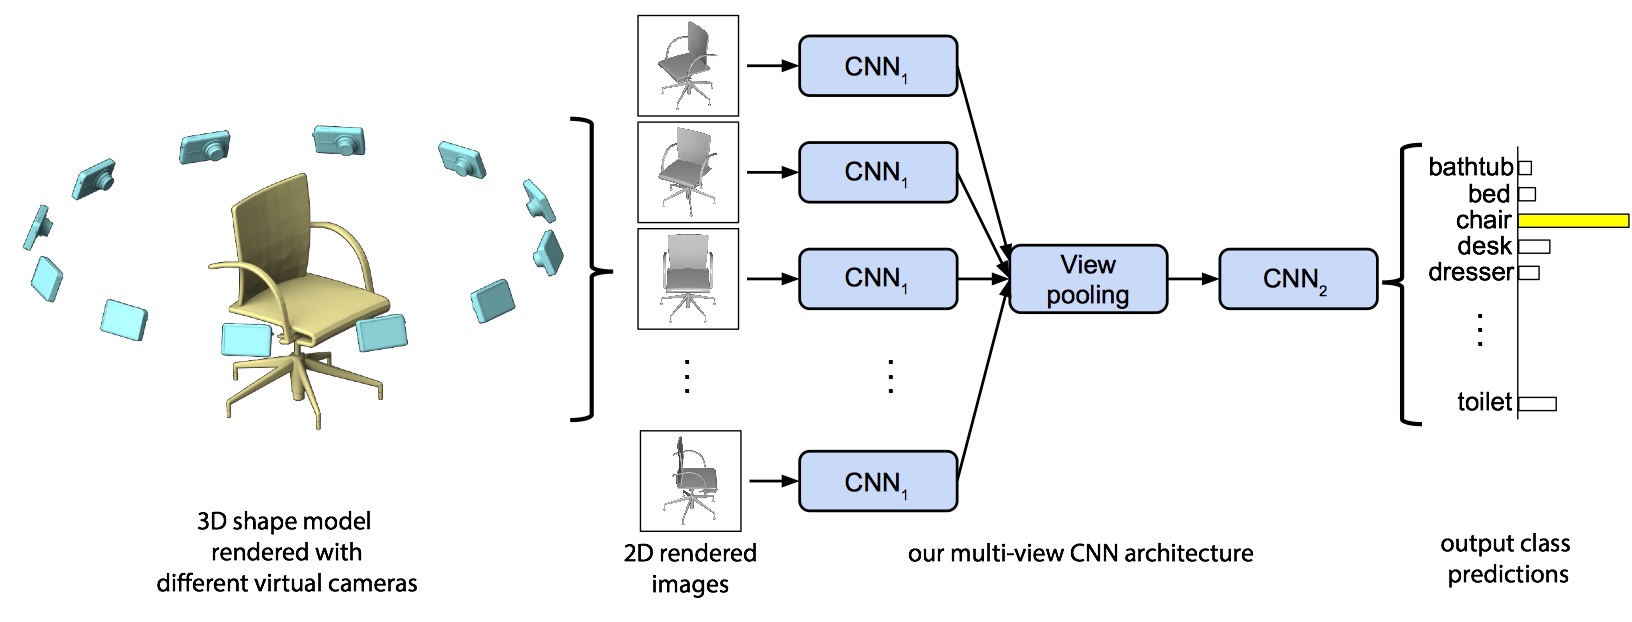 CNN₁
CNN₁
CNN₁
CNN₁
View
pooling
CNN₂
bathtub
bed
chair
desk
dresser
toilet
3D shape model
rendered with
different virtual cameras
2D rendered
images
our multi-view CNN architecture
output class
predictions